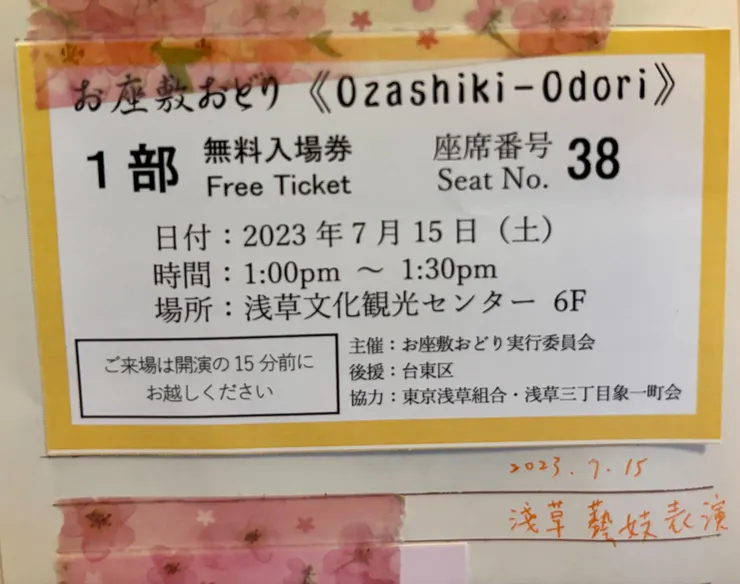 お座敷おどり《Ozashiki-Odori》
1部 無料入場券 Free Ticket 座席番号 Seat No. 38
日付：2023年7月15日（土）
時間：1:00pm ～ 1:30pm
場所：浅草文化観光センター 6F
ご来場は開演の15分前に
お越しください
主催：お座敷おどり実行委員会
後援：台東区
協力：東京浅草組合・浅草三丁目象一町会
2023.7.15
淺草藝妓表演